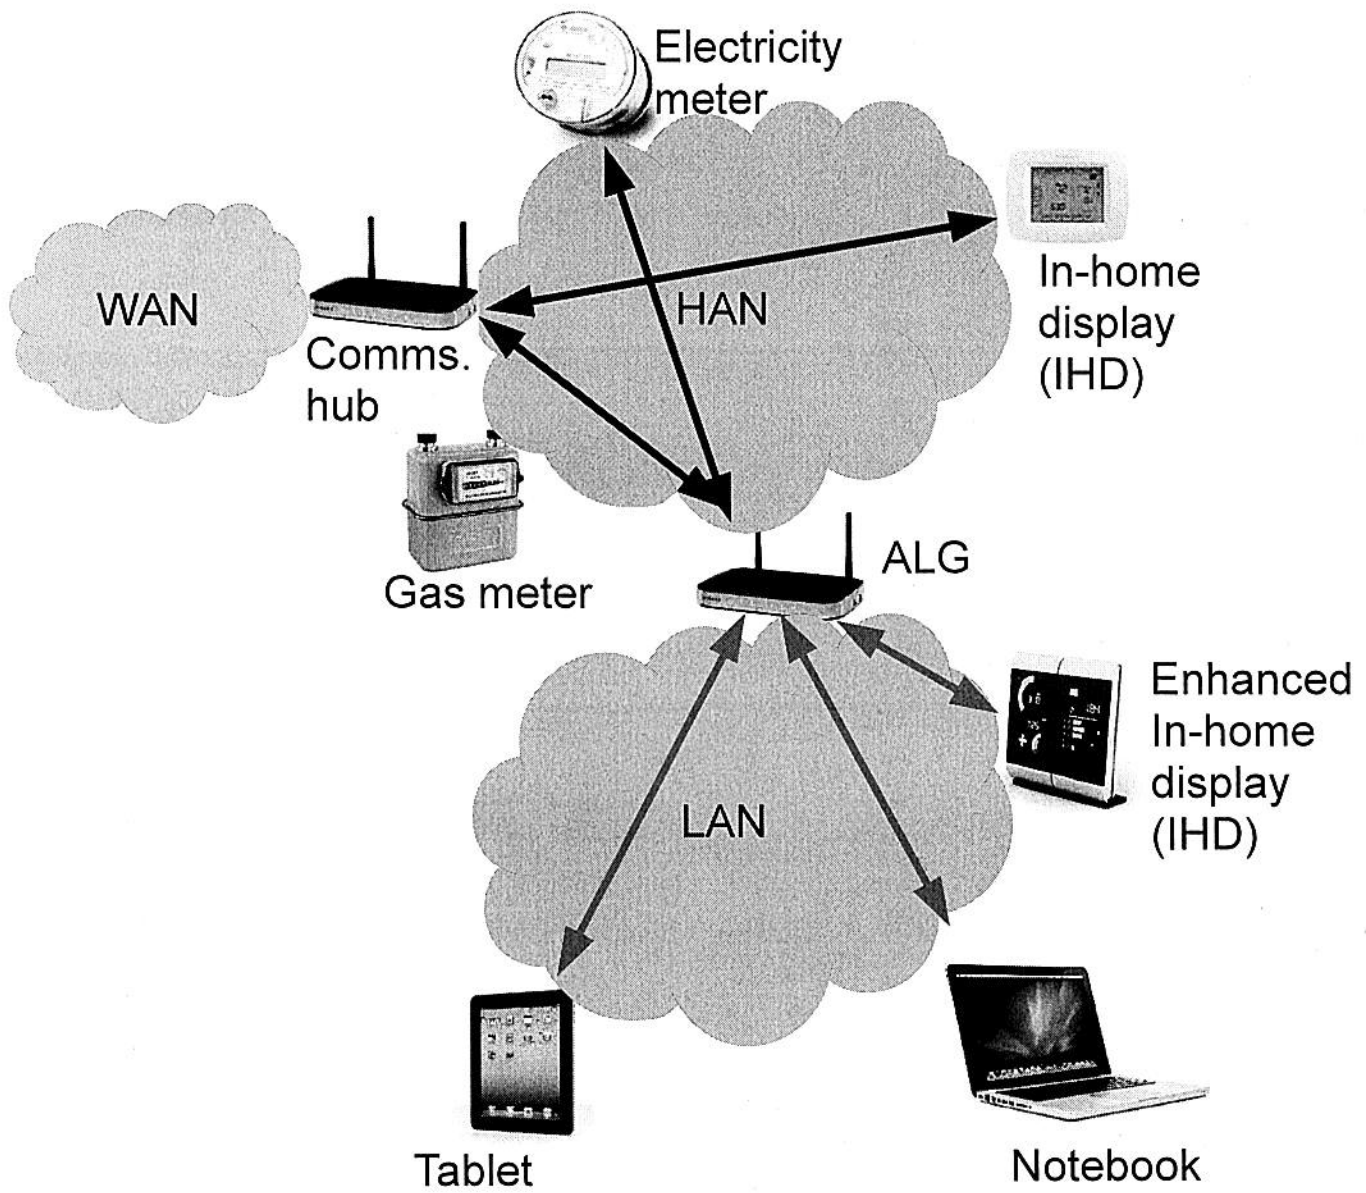 Electricity
meter
WAN
HAN
In-home
display
(IHD)
Comms.
hub
Gas meter
ALG
Enhanced
In-home
display
(IHD)
LAN
Tablet
Notebook